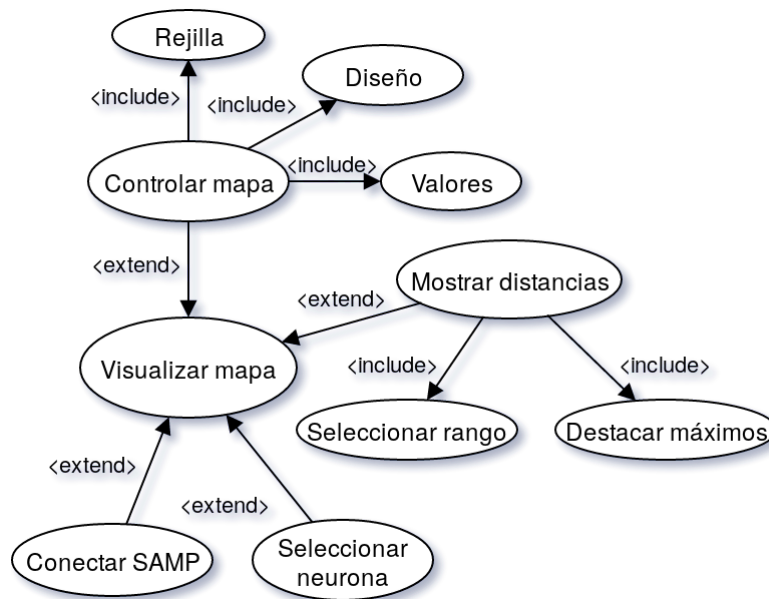 Rejilla
Diseño
<include>
<include>
<include>
Controlar mapa
Valores
<extend>
Mostrar distancias
<extend>
Visualizar mapa
<include>
<include>
Seleccionar rango
Destacar máximos
<extend>
<extend>
Conectar SAMP
Seleccionar
neurona